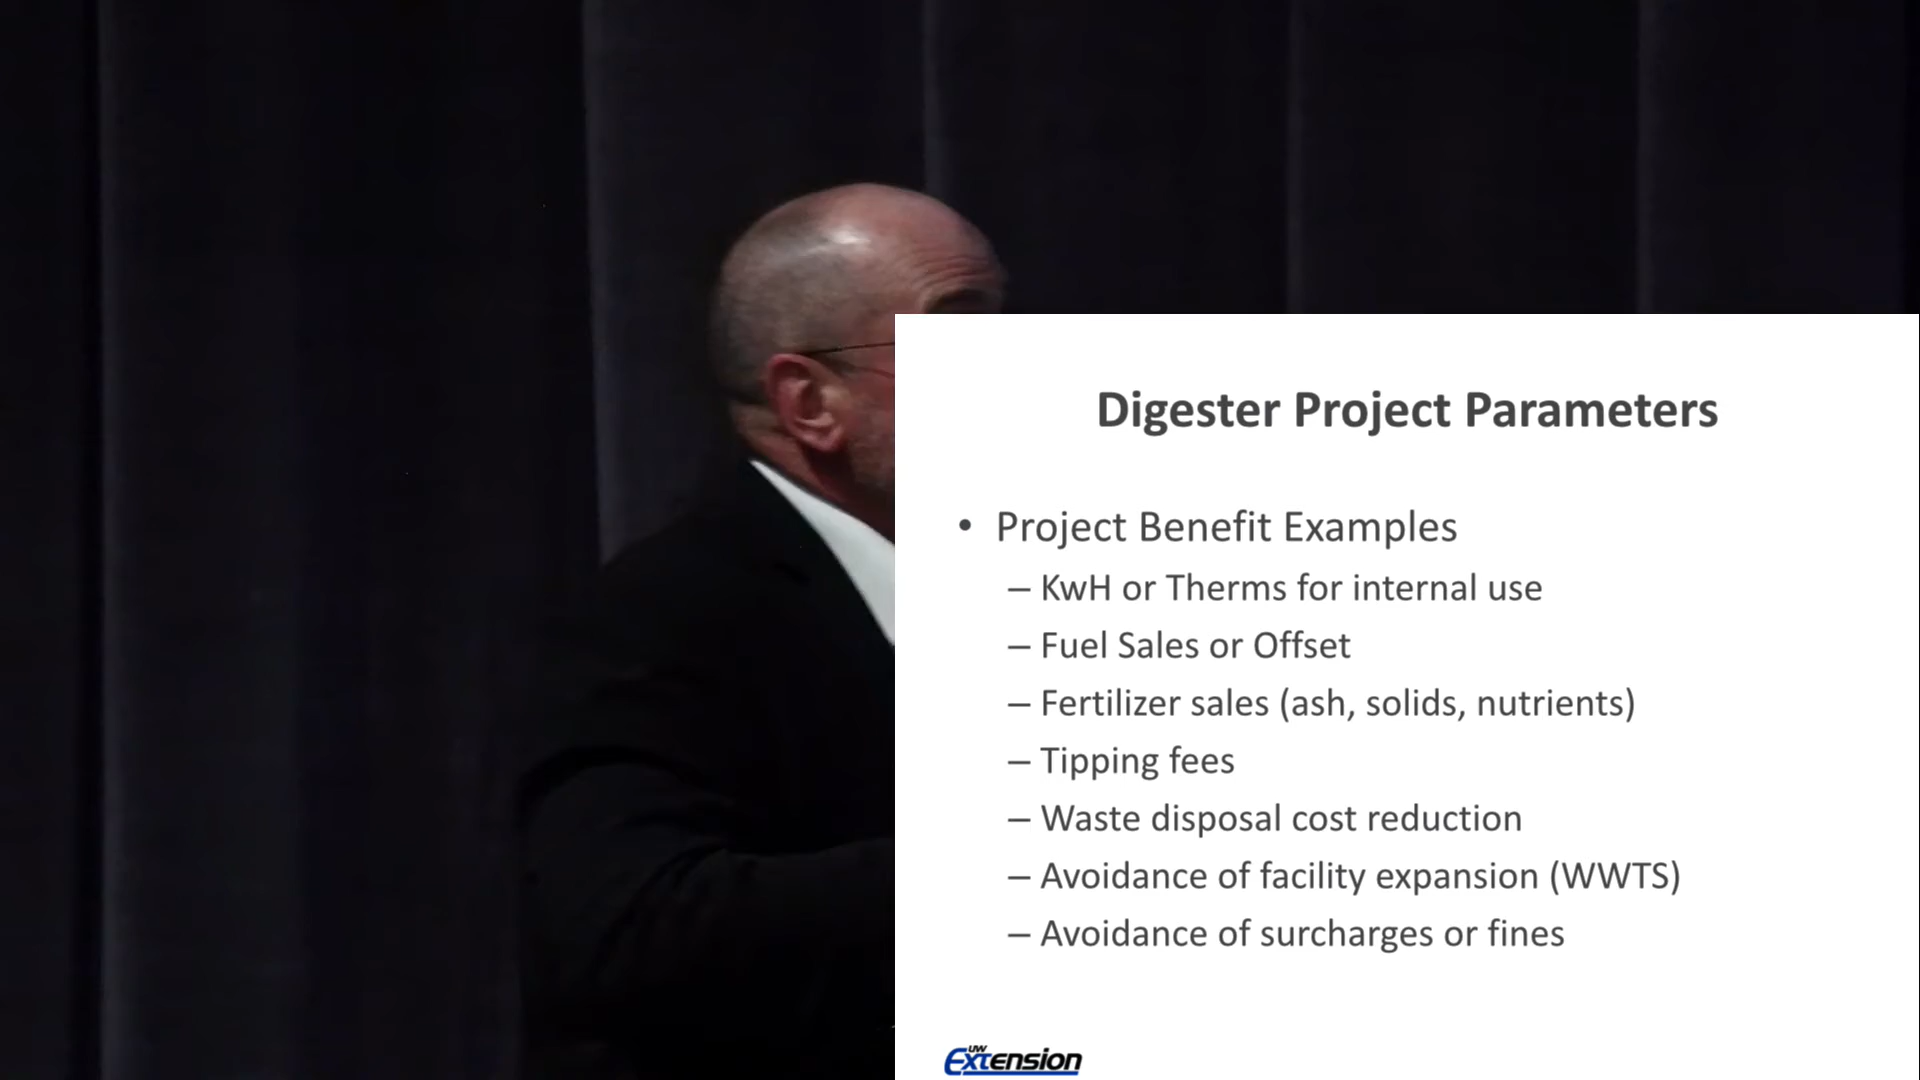 Digester Project Parameters
• Project Benefit Examples
– KwH or Therms for internal use
– Fuel Sales or Offset
– Fertilizer sales (ash, solids, nutrients)
– Tipping fees
– Waste disposal cost reduction
– Avoidance of facility expansion (WWTS)
– Avoidance of surcharges or fines
UW
Extension